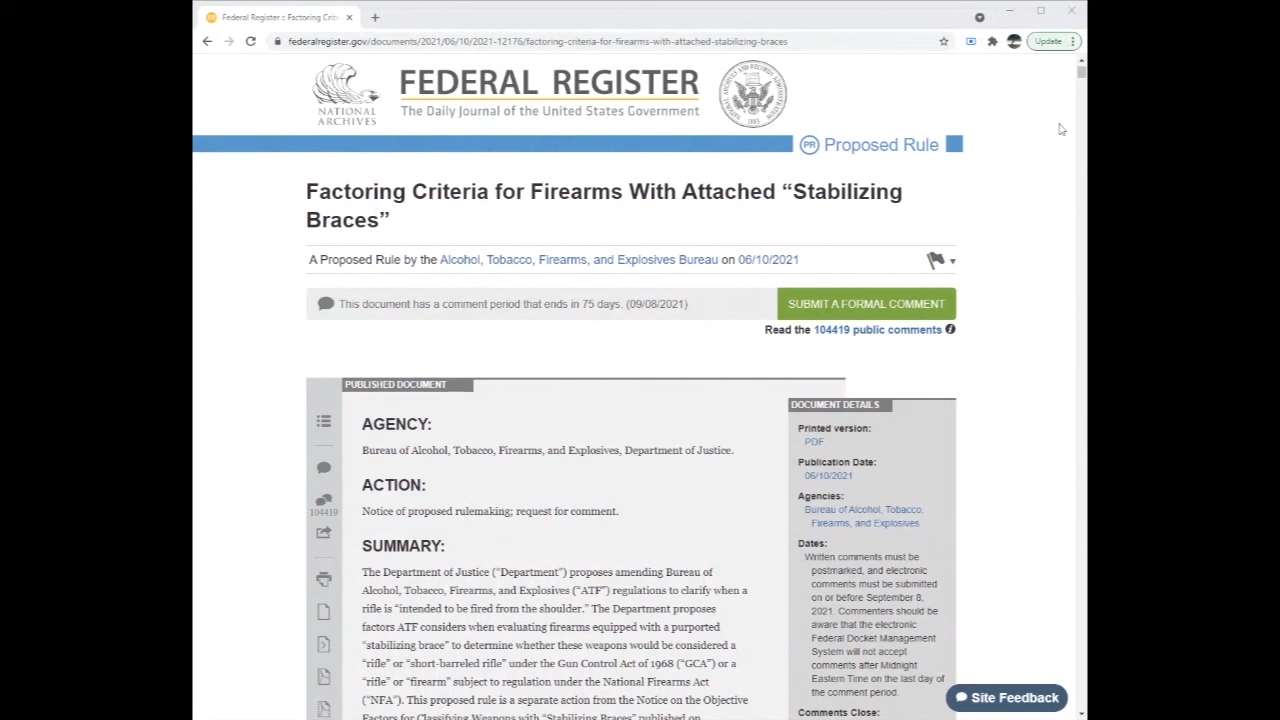 Federal Register :: Factoring Crite
federalregister.gov/documents/2021/06/10/2021-12176/factoring-criteria-for-firearms-with-attached-stabilizing-braces
Update
NATIONAL
ARCHIVES
FEDERAL REGISTER
The Daily Journal of the United States Government
PR Proposed Rule
Factoring Criteria for Firearms With Attached “Stabilizing
Braces”
A Proposed Rule by the Alcohol, Tobacco, Firearms, and Explosives Bureau on 06/10/2021
This document has a comment period that ends in 75 days. (09/08/2021)
SUBMIT A FORMAL COMMENT
Read the 104419 public comments
PUBLISHED DOCUMENT
104419
AGENCY:
Bureau of Alcohol, Tobacco, Firearms, and Explosives, Department of Justice.
ACTION:
Notice of proposed rulemaking; request for comment.
SUMMARY:
The Department of Justice (“Department”) proposes amending Bureau of
Alcohol, Tobacco, Firearms, and Explosives (“ATF”) regulations to clarify when a
rifle is “intended to be fired from the shoulder.” The Department proposes
factors ATF considers when evaluating firearms equipped with a purported
“stabilizing brace” to determine whether these weapons would be considered a
“rifle” or “short-barreled rifle” under the Gun Control Act of 1968 (“GCA”) or a
“rifle” or “firearm” subject to regulation under the National Firearms Act
(“NFA”). This proposed rule is a separate action from the Notice on the Objective
Factors for Classifying Weapons with “Stabilizing Braces” published on
DOCUMENT DETAILS
Printed version:
PDF
Publication Date:
06/10/2021
Agencies:
Bureau of Alcohol, Tobacco,
Firearms, and Explosives
Dates:
Written comments must be
postmarked, and electronic
comments must be submitted
on or before September 8,
2021. Commenters should be
aware that the electronic
Federal Docket Management
System will not accept
comments after Midnight
Eastern Time on the last day of
the comment period.
Comments Close:
Site Feedback